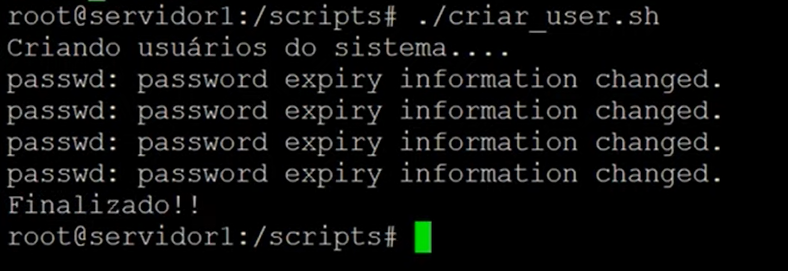 root@servidor1:/scripts# ./criar_user.sh
Criando usuários do sistema....
passwd: password expiry information changed.
passwd: password expiry information changed.
passwd: password expiry information changed.
passwd: password expiry information changed.
Finalizado!!
root@servidor1:/scripts#